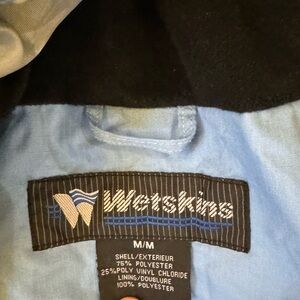 Wetskins
M/M
SHELL/EXTERIEUR
75% POLYESTER
25%POLY VINYL CHLORIDE
LINING/DOUBLURE
100% POLYESTER